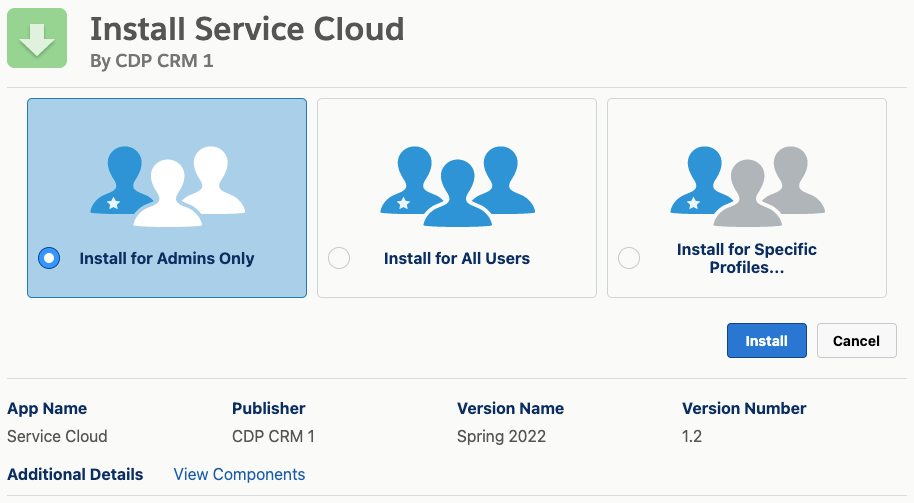 Install Service Cloud
By CDP CRM 1
Install for Admins Only
Install for All Users
Install for Specific
Profiles...
Install
Cancel
App Name
Publisher
Version Name
Version Number
Service Cloud
CDP CRM 1
Spring 2022
1.2
Additional Details
View Components